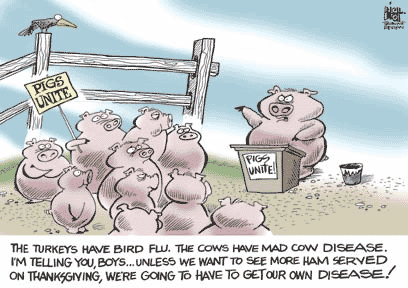 PIGS
UNITE
PIGS
UNITE!
THE TURKEYS HAVE BIRD FLU. THE COWS HAVE MAD COW DISEASE.
I'M TELLING YOU, BOYS... UNLESS WE WANT TO SEE MORE HAM SERVED
ON THANKSGIVING, WE'RE GOING TO HAVE TO GET OUR OWN DISEASE!